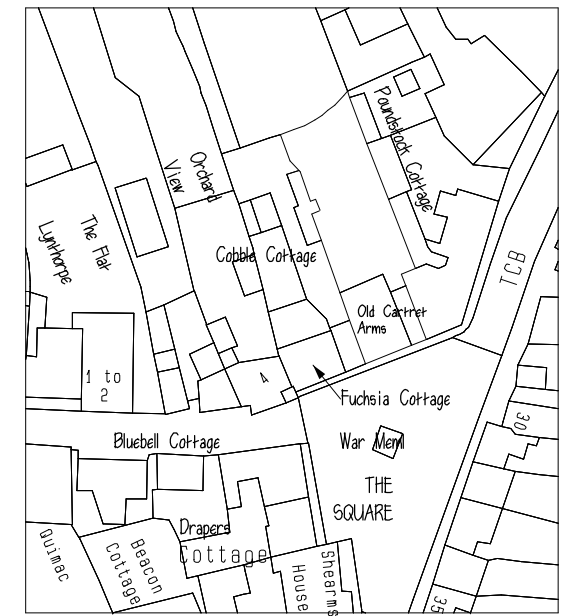 Poundstock Cottage
Orchard
View
The Flat
Lynthorpe
Cobble Cottage
TCB
Old Cartret
Arms
1 to
2
4
Fuchsia Cottage
30
Bluebell Cottage
War Meml
THE
SQUARE
Drapers
Cottage
Quimac
Beacon
Cottage
Shearms
House
35